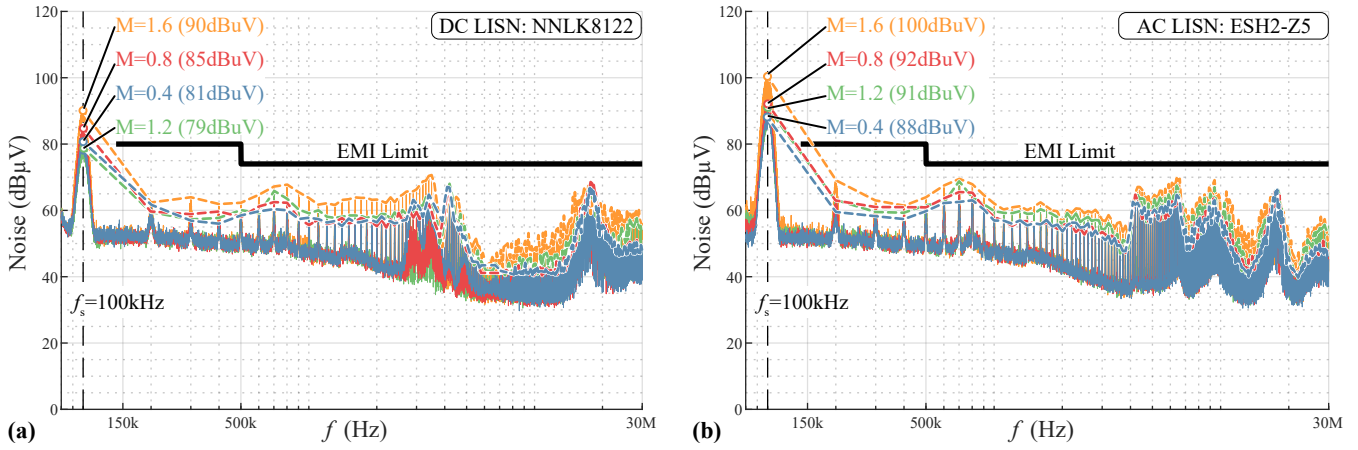 120
100
80
60
40
20
0
Noise (dBμV)
M=1.6 (90dBuV)
M=0.8 (85dBuV)
M=0.4 (81dBuV)
M=1.2 (79dBuV)
DC LISN: NNLK8122
EMI Limit
fs=100kHz
150k
500k
30M
f (Hz)
(a)
120
100
80
60
40
20
0
Noise (dBμV)
M=1.6 (100dBuV)
M=0.8 (92dBuV)
M=1.2 (91dBuV)
M=0.4 (88dBuV)
AC LISN: ESH2-Z5
EMI Limit
fs=100kHz
150k
500k
30M
f (Hz)
(b)